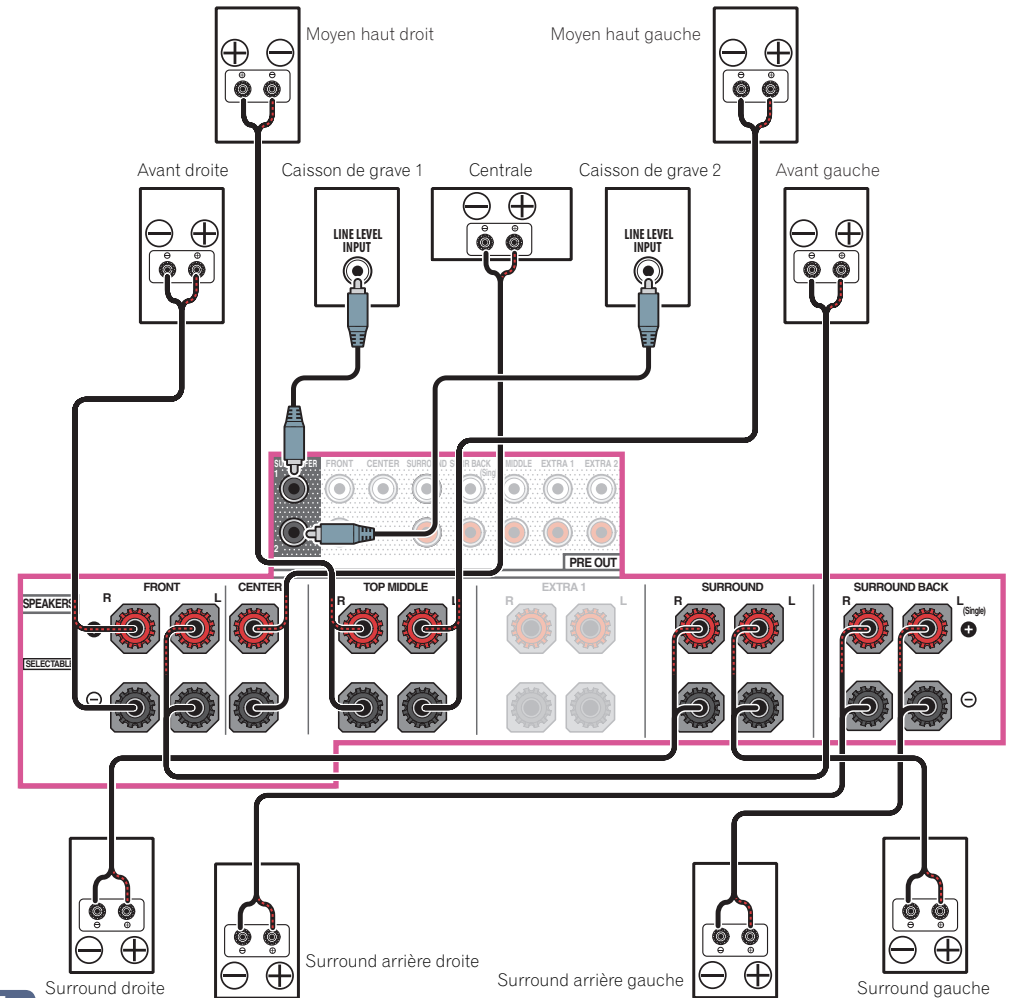 Moyen haut droit
Moyen haut gauche
Avant droite
Caisson de grave 1
Centrale
Caisson de grave 2
Avant gauche
LINE LEVEL
INPUT
LINE LEVEL
INPUT
FRONT CENTER SURROUND BACK MIDDLE EXTRA 1 EXTRA 2
1
(Sing
2
PRE OUT
SPEAKERS
FRONT
CENTER
TOP MIDDLE
EXTRA 1
SURROUND
SURROUND BACK
R L R R L R L R L
(Single)
Surround droite
Surround arrière droite
Surround arrière gauche
Surround gauche